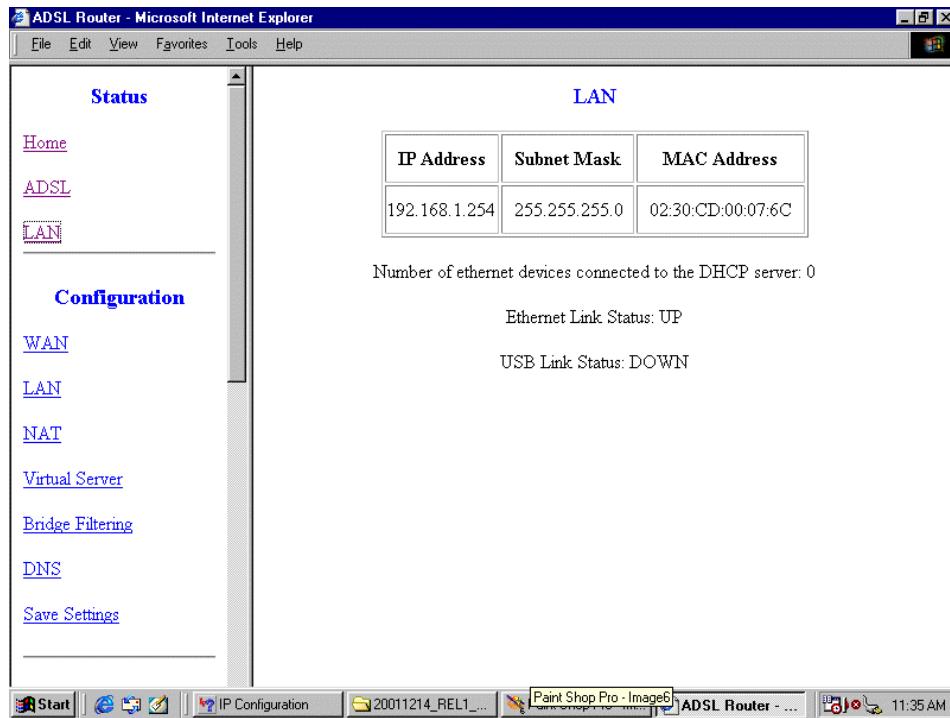 ADSL Router - Microsoft Internet Explorer
File Edit View Favorites Tools Help
Status
Home
ADSL
LAN
Configuration
WAN
LAN
NAT
Virtual Server
Bridge Filtering
DNS
Save Settings
LAN
IP Address Subnet Mask MAC Address
192.168.1.254 255.255.255.0 02:30:CD:00:07:6C
Number of ethernet devices connected to the DHCP server: 0
Ethernet Link Status: UP
USB Link Status: DOWN
Paint Shop Pro - Image6
Start IP Configuration 20011214_REL1_... ADSL Router - ... 11:35 AM